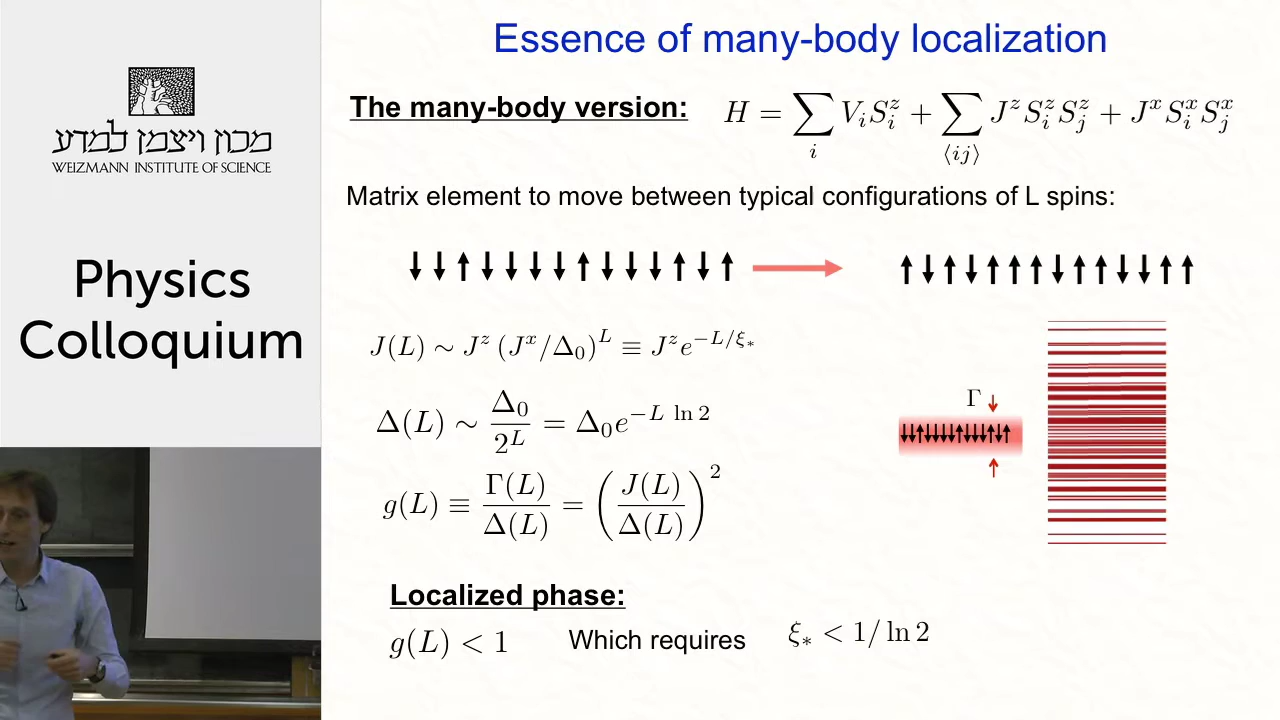 מכון ויצמן למדע
WEIZMANN INSTITUTE OF SCIENCE
Physics
Colloquium
Essence of many-body localization
The many-body version: H = ∑_i V_i S_i^z + ∑_⟨ij⟩ J^z S_i^z S_j^z + J^x S_i^x S_j^x
Matrix element to move between typical configurations of L spins:
↓ ↓ ↑ ↓ ↓ ↓ ↓ ↑ ↓ ↓ ↓ ↑ ↓ ↑ → ↑ ↓ ↑ ↓ ↑ ↑ ↑ ↓ ↑ ↑ ↓ ↓ ↑ ↑
J(L) ∼ J^z (J^x/Δ_0)^L ≡ J^z e^{-L/ξ_*}
Δ(L) ∼ Δ_0/2^L = Δ_0 e^{-L ln 2}
g(L) ≡ Γ(L)/Δ(L) = (J(L)/Δ(L))^2
Γ
Localized phase:
g(L) < 1 Which requires ξ_* < 1/ ln 2